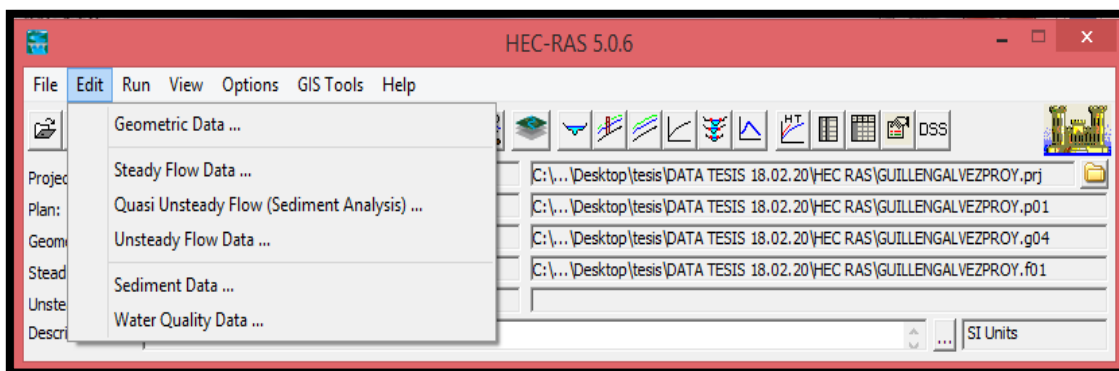 HEC-RAS 5.0.6
File Edit Run View Options GIS Tools Help
Geometric Data ...
HT DSS
Steady Flow Data ...
Quasi Unsteady Flow (Sediment Analysis) ...
Unsteady Flow Data ...
Sediment Data ...
Water Quality Data ...
Projec C:\...\Desktop\tesis\DATA TESIS 18.02.20\HEC RAS\GUILLENGALVEZPROY.prj
Plan: C:\...\Desktop\tesis\DATA TESIS 18.02.20\HEC RAS\GUILLENGALVEZPROY.p01
Geome C:\...\Desktop\tesis\DATA TESIS 18.02.20\HEC RAS\GUILLENGALVEZPROY.g04
Stead C:\...\Desktop\tesis\DATA TESIS 18.02.20\HEC RAS\GUILLENGALVEZPROY.f01
Unste
Descri ... SI Units